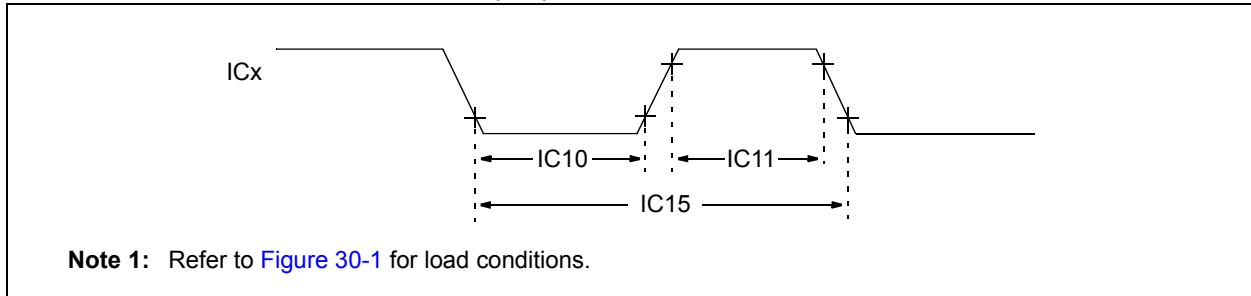 ICx
IC10
IC11
IC15
Note 1: Refer to Figure 30-1 for load conditions.